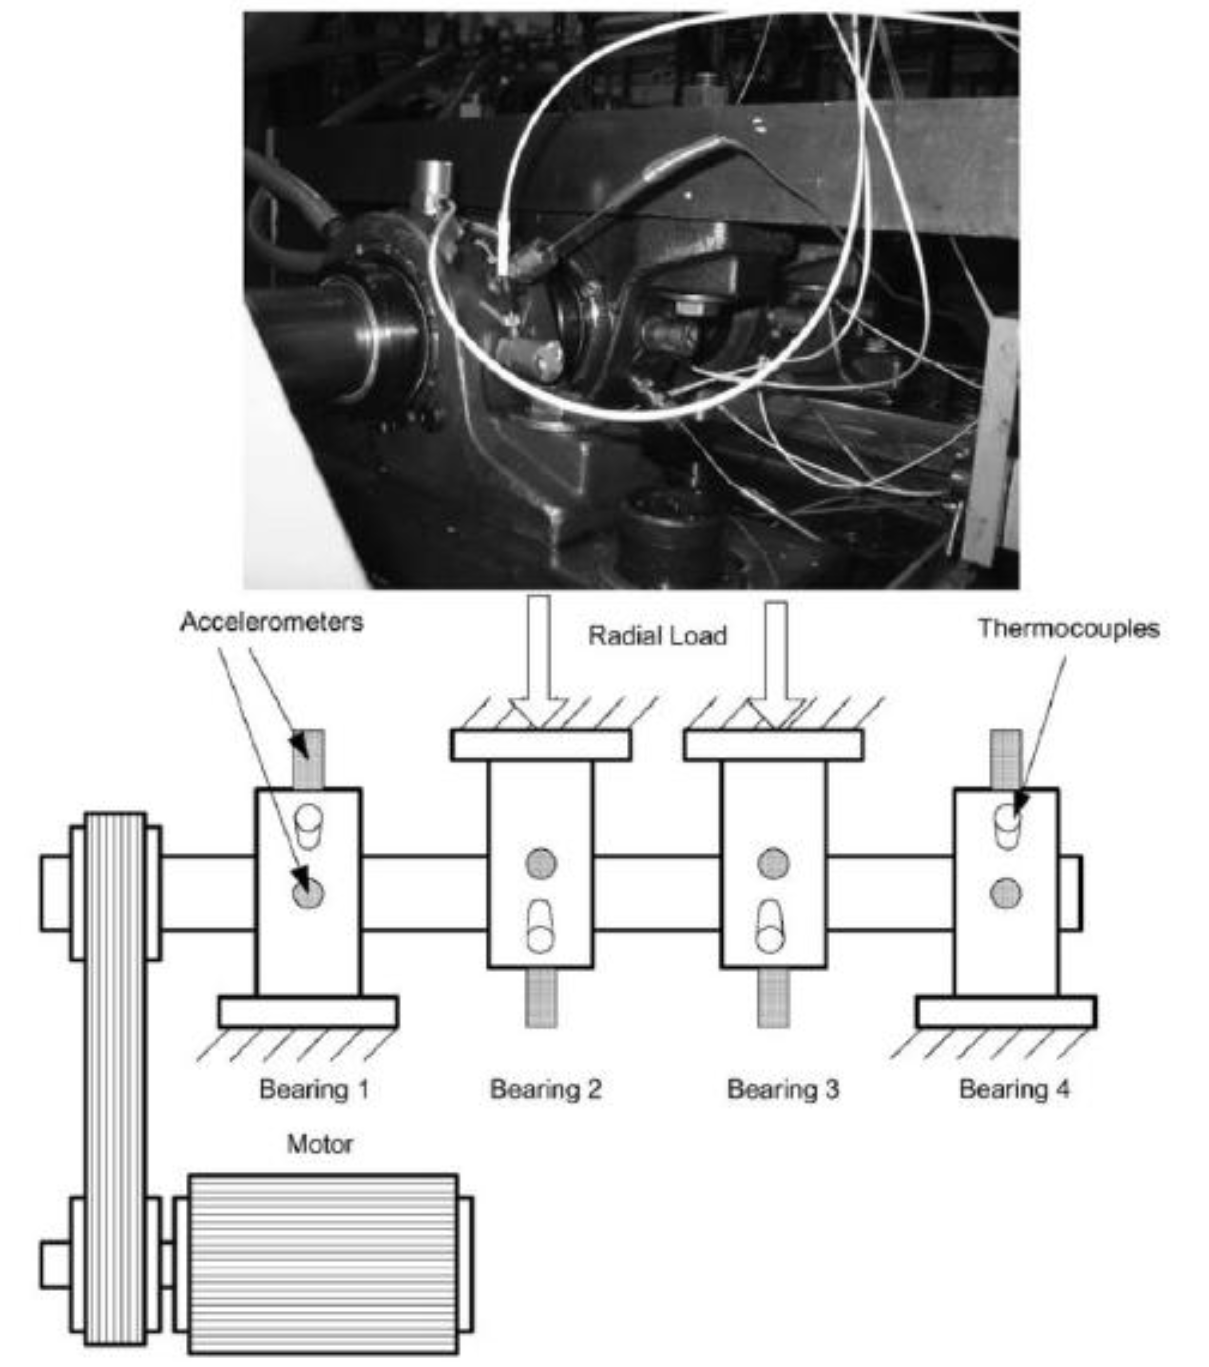 Accelerometers
Radial Load
Thermocouples
Bearing 1
Bearing 2
Bearing 3
Bearing 4
Motor